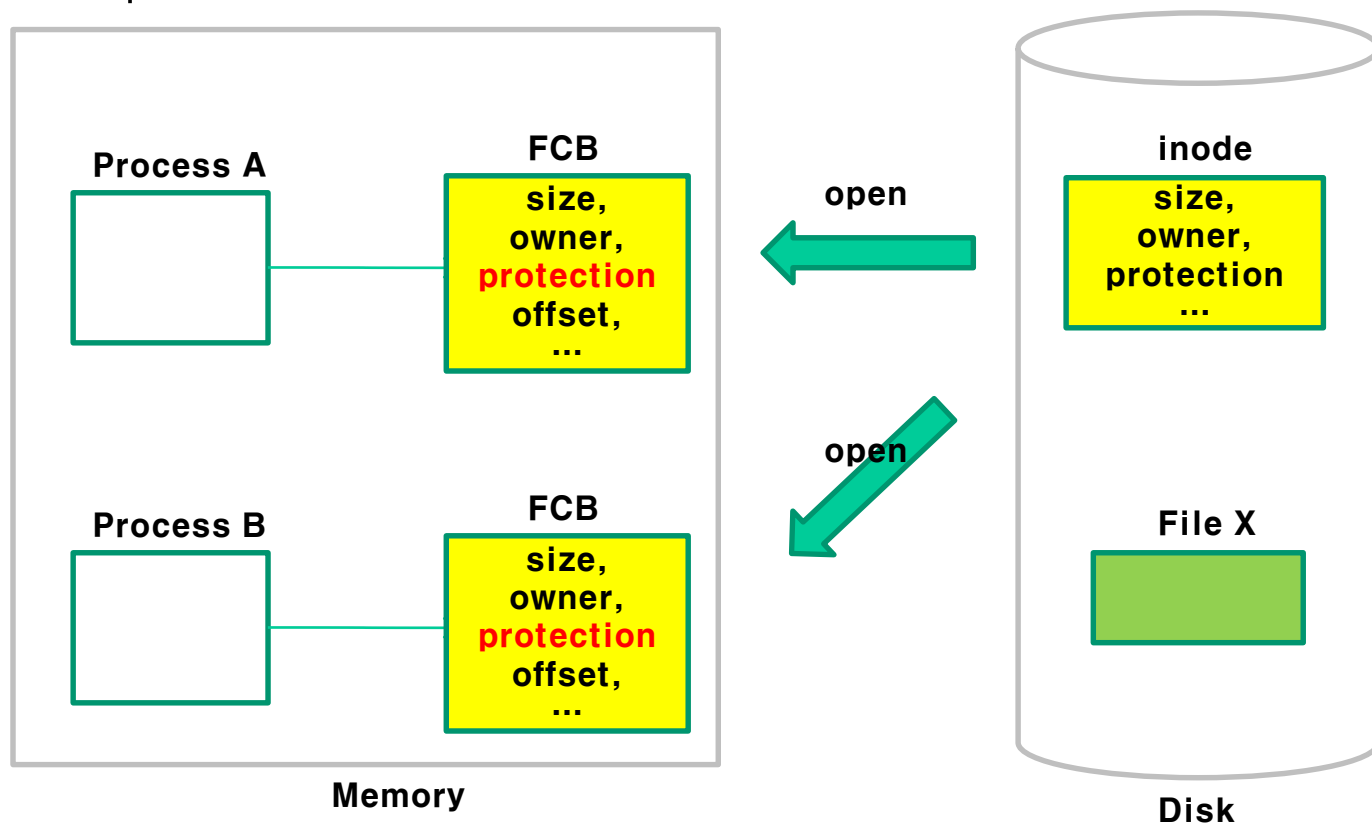 Process A
FCB
size,
owner,
protection
offset,
...
open
inode
size,
owner,
protection
...
Process B
FCB
size,
owner,
protection
offset,
...
open
File X
Memory
Disk